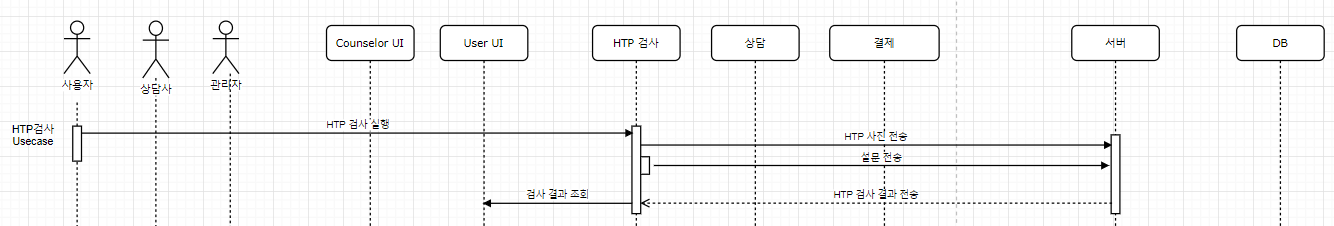 Counselor UI
User UI
HTP 검사
상담
결제
서버
DB
사용자
상담사
관리자
HTP검사
Usecase
HTP 검사 실행
HTP 사진 전송
설문 전송
검사 결과 조회
HTP 검사 결과 전송